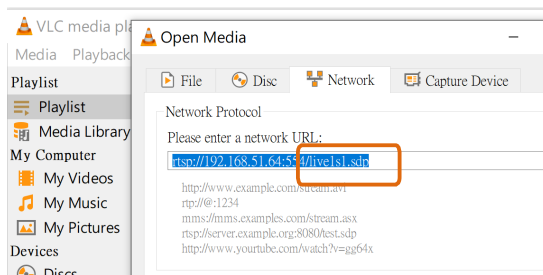 VLC media pla
Media Playback
Playlist
Playlist
Media Library
My Computer
My Videos
My Music
My Pictures
Devices
Discs
Open Media
File
Disc
Network
Capture Device
Network Protocol
Please enter a network URL:
rtsp://192.168.51.64:554/live1s1.sdp
http://www.example.com/stream.avi
rtp://@:1234
mms://mms.examples.com/stream.asx
rtsp://server.example.org:8080/test.sdp
http://www.yourtube.com/watch?v=gg64x